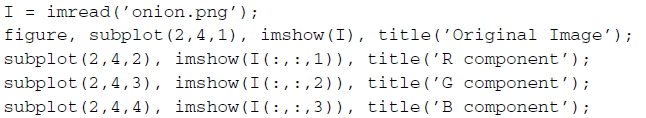 I = imread('onion.png');
figure, subplot(2,4,1), imshow(I), title('Original Image');
subplot(2,4,2), imshow(I(:,:,1)), title('R component');
subplot(2,4,3), imshow(I(:,:,2)), title('G component');
subplot(2,4,4), imshow(I(:,:,3)), title('B component');